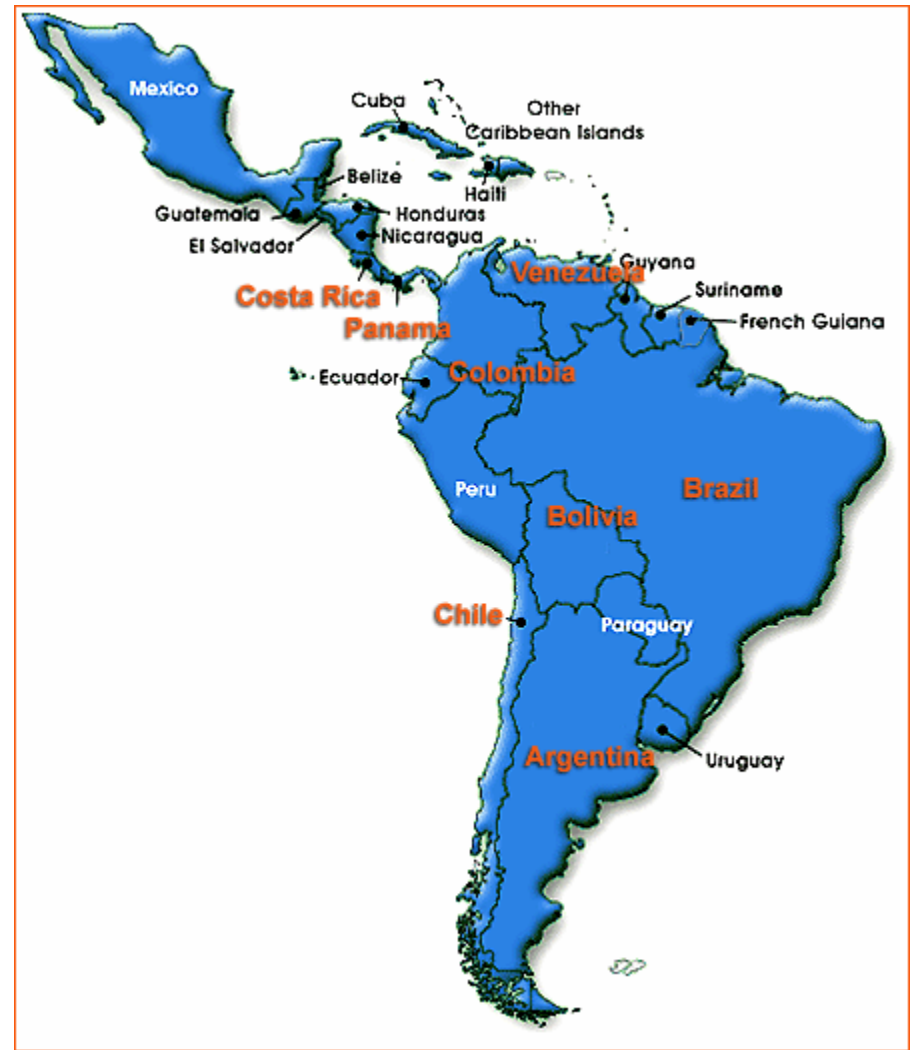 Mexico
Cuba
Other
Caribbean Islands
Belize
Haiti
Guatemala
Honduras
El Salvador
Nicaragua
Costa Rica
Panama
Venezuela
Guyana
Suriname
French Guiana
Ecuador
Colombia
Peru
Brazil
Bolivia
Chile
Paraguay
Argentina
Uruguay